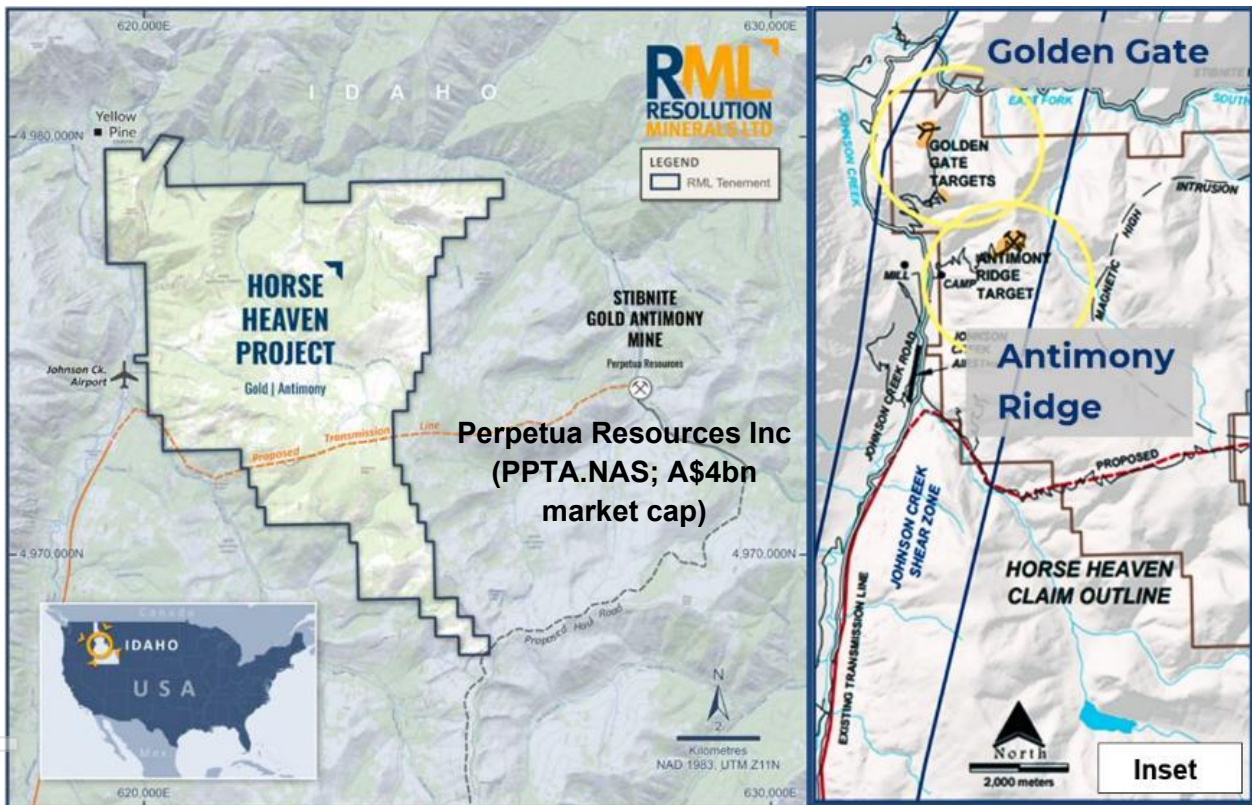 620,000E
630,000E
IDAHO
RML
RESOLUTION
MINERALS LTD
LEGEND
RML Tenement
Yellow
Pine
4,980,000N
HORSE
HEAVEN
PROJECT
Gold | Antimony
STIBNITE
GOLD ANTIMONY
MINE
Perpetua Resources
Johnson Ck.
Airport
Proposed Transmission Line
Perpetua Resources Inc
(PPTA.NAS; A$4bn
market cap)
4,970,000N
Proposed Haul Road
Canada
IDAHO
USA
Mexico
N
Kilometres
NAD 1983, UTM Z11N
620,000E
630,000E
Golden Gate
EAST FORK
SOUTH
JOHNSON CREEK
GOLDEN
GATE
TARGETS
INTRUSION
HIGH
MAGNETIC
ANTIMONY
RIDGE
TARGET
MILL
CAMP
JOHNSON CREEK ROAD
Antimony
Ridge
PROPOSED
JOHNSON CREEK
SHEAR ZONE
HORSE HEAVEN
CLAIM OUTLINE
EXISTING TRANSMISSION LINE
North
2,000 meters
Inset